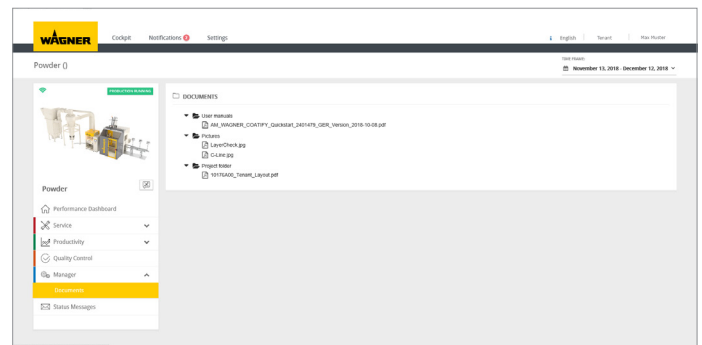 WAGNER
Cockpit Notifications 3 Settings
i English Tenant Max Muster
Powder ()
TIME FRAME:
November 13, 2018 - December 12, 2018
PRODUCTION RUNNING
DOCUMENTS
User manuals
AM_WAGNER_COATIFY_Quickstart_2401479_GER_Version_2018-10-08.pdf
Pictures
LayerCheck.jpg
C-Line.jpg
Project folder
10176A00_Tenant_Layout.pdf
Powder
Performance Dashboard
Service
Productivity
Quality Control
Manager
Documents
Status Messages